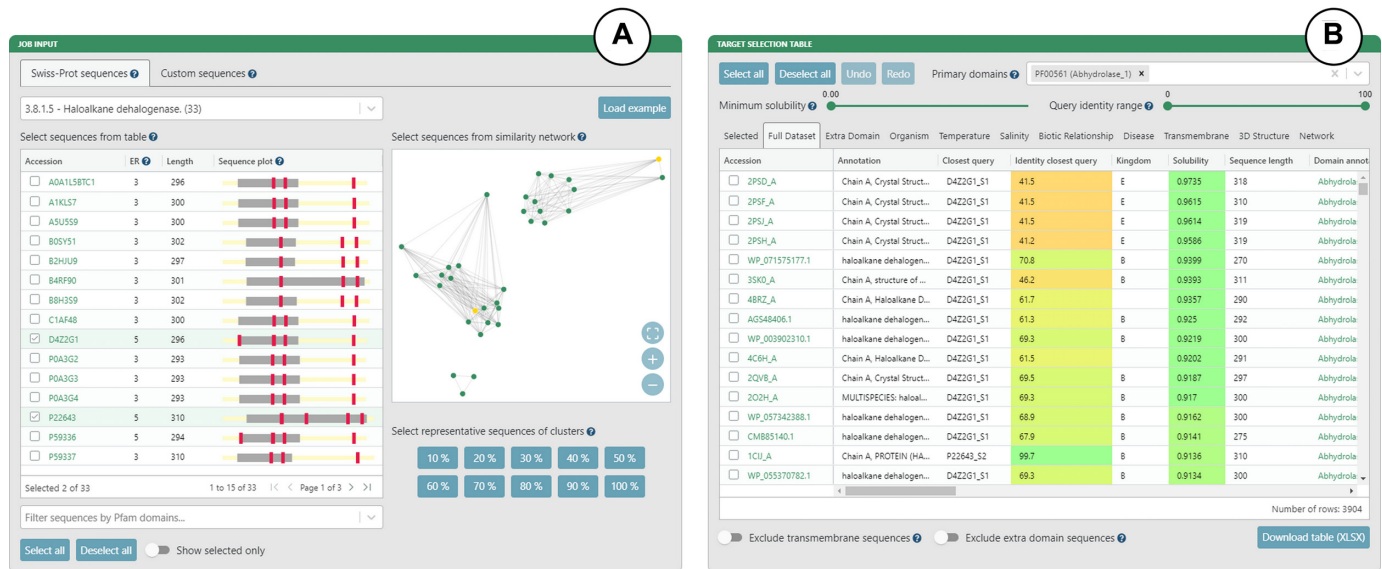 A
JOB INPUT
Swiss-Prot sequences ? Custom sequences ?
3.8.1.5 - Haloalkane dehalogenase. (33) Load example
Select sequences from table ? Select sequences from similarity network ?
Accession ER ? Length Sequence plot ?
A0A1L5BTC1 3 296
A1KLS7 3 300
A5U5S9 3 300
B0SY51 3 302
B2HJU9 3 297
B4RF90 3 301
B8H3S9 3 302
C1AF48 3 300
D4Z2G1 5 296
P0A3G2 3 293
P0A3G3 3 293
P0A3G4 3 293
P22643 5 310
P59336 5 294
P59337 3 310
Selected 2 of 33 1 to 15 of 33 Page 1 of 3
Select representative sequences of clusters ?
10 % 20 % 30 % 40 % 50 %
60 % 70 % 80 % 90 % 100 %
Filter sequences by Pfam domains...
Select all Deselect all Show selected only
B
TARGET SELECTION TABLE
Select all Deselect all Undo Redo Primary domains ? PF00561 (Abhydrolase_1) ×
Minimum solubility ? 0.00 Query identity range ? 0 100
Selected Full Dataset Extra Domain Organism Temperature Salinity Biotic Relationship Disease Transmembrane 3D Structure Network
Accession Annotation Closest query Identity closest query Kingdom Solubility Sequence length Domain annota
2PSD_A Chain A, Crystal Struct... D4Z2G1_S1 41.5 E 0.9735 318 Abhydrola
2PSF_A Chain A, Crystal Struct... D4Z2G1_S1 41.5 E 0.9615 310 Abhydrola
2PSJ_A Chain A, Crystal Struct... D4Z2G1_S1 41.5 E 0.9614 319 Abhydrola
2PSH_A Chain A, Crystal Struct... D4Z2G1_S1 41.2 E 0.9586 319 Abhydrola
WP_071575177.1 haloalkane dehalogen... D4Z2G1_S1 70.8 B 0.9399 270 Abhydrola
3SK0_A Chain A, structure of ... D4Z2G1_S1 46.2 B 0.9393 311 Abhydrola
4BRZ_A Chain A, Haloalkane D... D4Z2G1_S1 61.7 0.9357 290 Abhydrola
AGS48406.1 haloalkane dehalogen... D4Z2G1_S1 61.3 B 0.925 292 Abhydrola
WP_003902310.1 haloalkane dehalogen... D4Z2G1_S1 69.3 B 0.9219 300 Abhydrola
4C6H_A Chain A, Haloalkane D... D4Z2G1_S1 61.5 0.9202 291 Abhydrola
2QVB_A Chain A, Crystal Struct... D4Z2G1_S1 69.5 B 0.9187 297 Abhydrola
2O2H_A MULTISPECIES: haloal... D4Z2G1_S1 69.3 B 0.917 300 Abhydrola
WP_057342388.1 haloalkane dehalogen... D4Z2G1_S1 68.9 B 0.9162 300 Abhydrola
CMB85140.1 haloalkane dehalogen... D4Z2G1_S1 67.9 B 0.9141 275 Abhydrola
1CIJ_A Chain A, PROTEIN (HA... P22643_S2 99.7 B 0.9136 310 Abhydrola
WP_055370782.1 haloalkane dehalogen... D4Z2G1_S1 69.3 B 0.9134 300 Abhydrola
Number of rows: 3904
Exclude transmembrane sequences ? Exclude extra domain sequences ? Download table (XLSX)